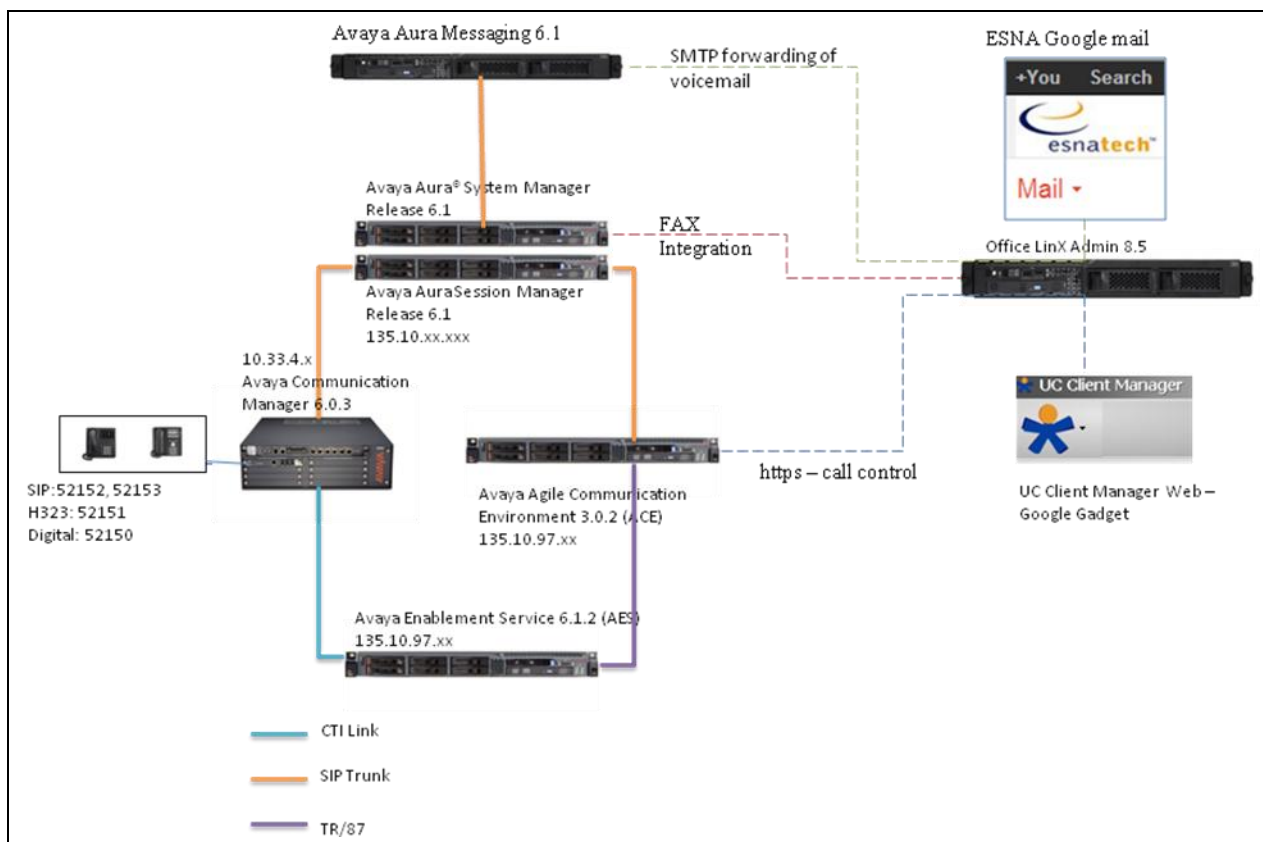 Avaya Aura Messaging 6.1
ESNA Google mail
SMTP forwarding of
voicemail
+You Search
esnatech™
Mail
Avaya Aura® System Manager
Release 6.1
FAX
Integration
Office LinX Admin 8.5
Avaya AuraSession Manager
Release 6.1
135.10.xx.xxx
10.33.4.x
Avaya Communication
Manager 6.0.3
AVAYA
UC Client Manager
SIP:52152, 52153
H323: 52151
Digital: 52150
https – call control
Avaya Agile Communication
Environment 3.0.2 (ACE)
135.10.97.xx
UC Client Manager Web –
Google Gadget
Avaya Enablement Service 6.1.2 (AES)
135.10.97.xx
CTI Link
SIP Trunk
TR/87